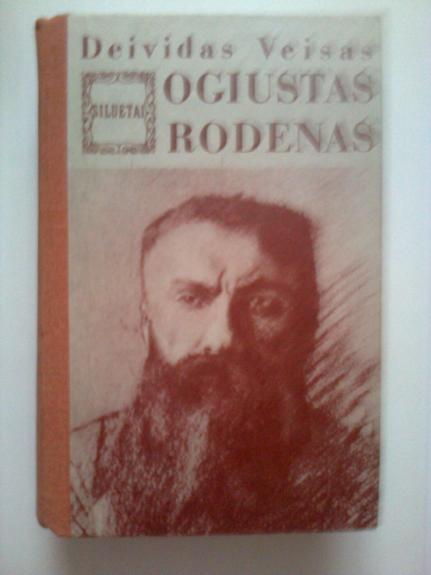 Deividas Veisas
SILUETAI
OGIUSTAS
RODENAS